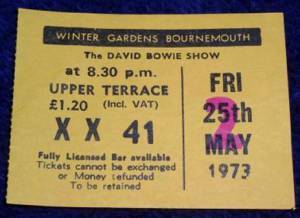 WINTER GARDENS BOURNEMOUTH
The DAVID BOWIE SHOW
at 8.30 p.m.
UPPER TERRACE
£1.20 (Incl. VAT)
X X 41
Fully Licensed Bar available
Tickets cannot be exchanged
or Money refunded
To be retained
FRI
25th
MAY
1973
2